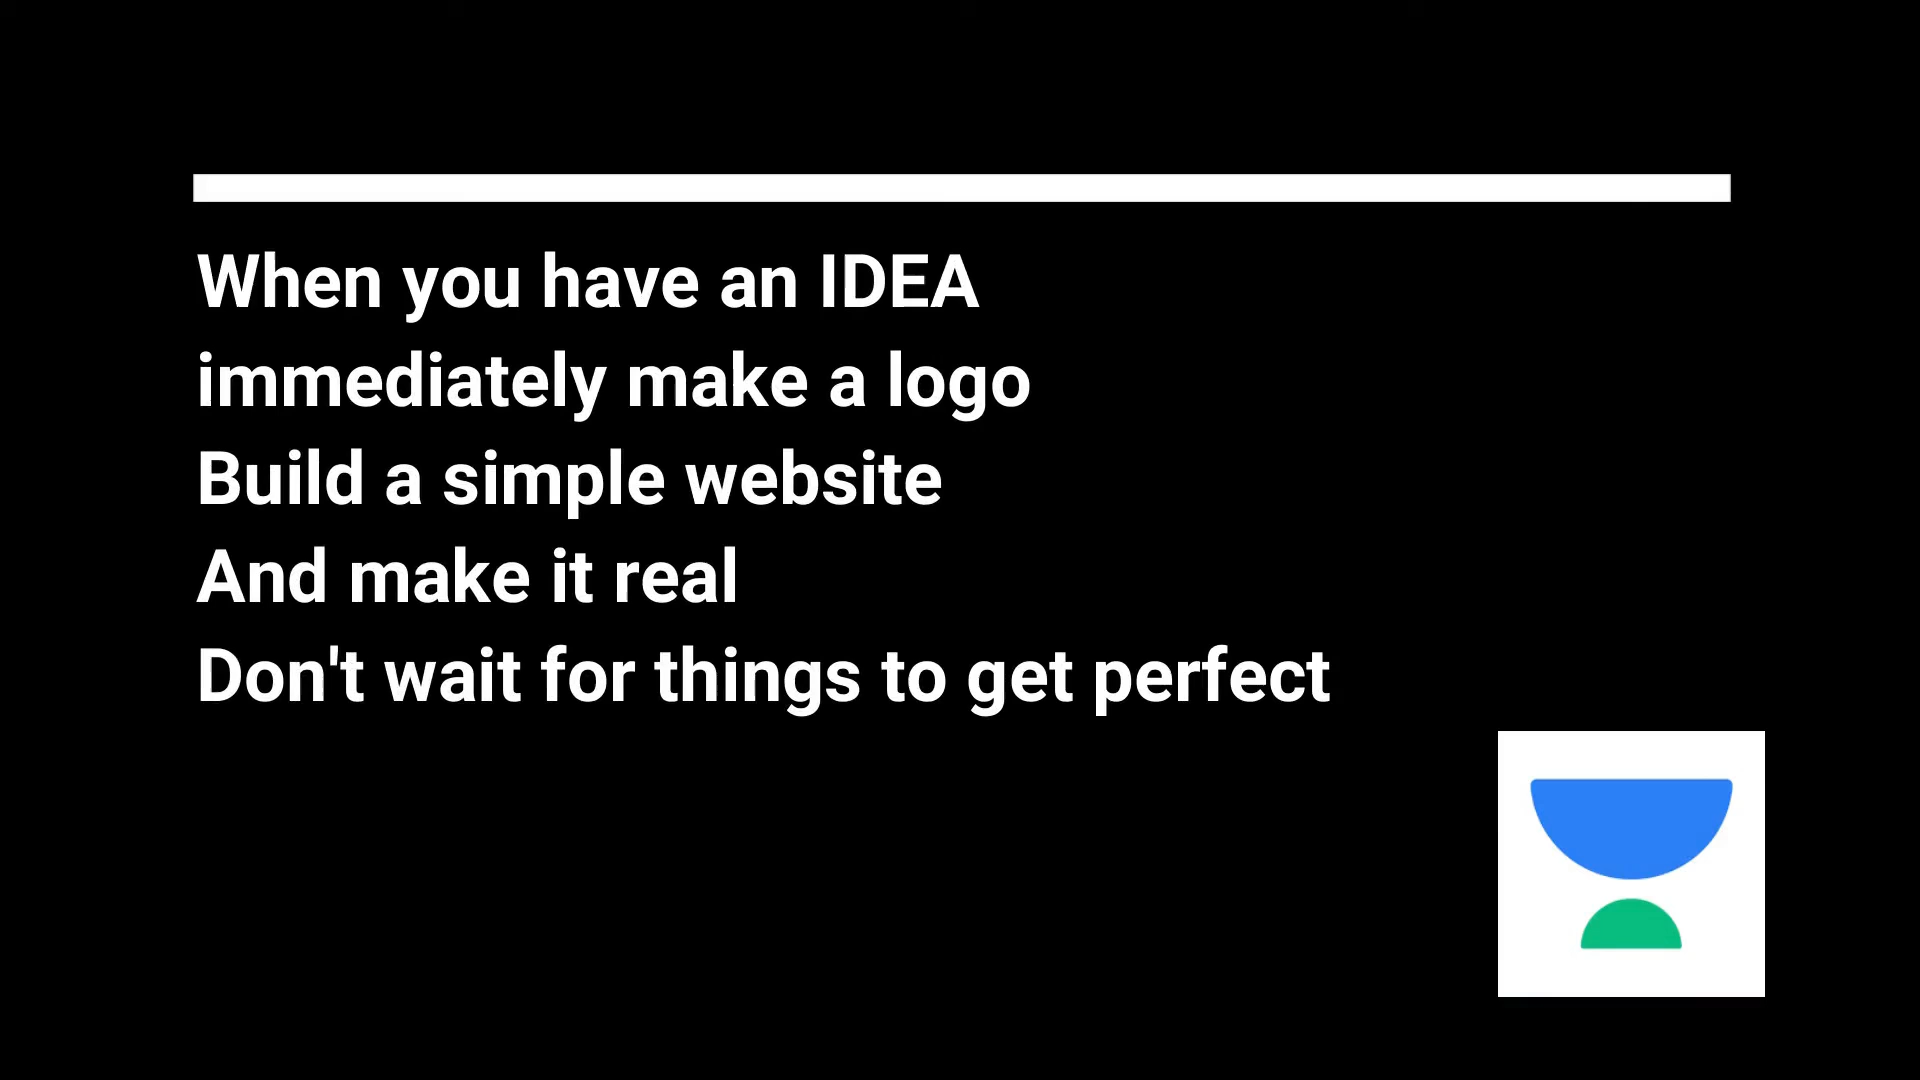 When you have an IDEA
immediately make a logo
Build a simple website
And make it real
Don't wait for things to get perfect